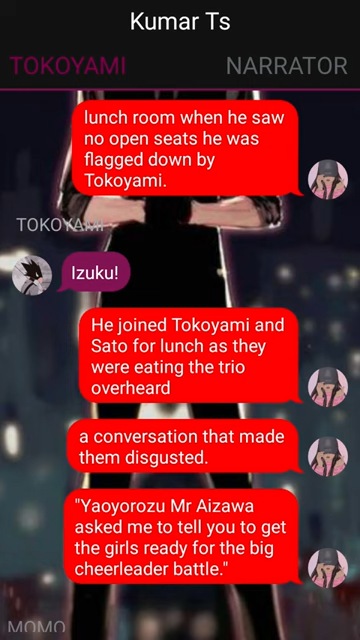 Kumar Ts
TOKOYAMI NARRATOR
lunch room when he saw
no open seats he was
flagged down by
Tokoyami.
TOKOYAMI
Izuku!
He joined Tokoyami and
Sato for lunch as they
were eating the trio
overheard
a conversation that made
them disgusted.
"Yaoyorozu Mr Aizawa
asked me to tell you to get
the girls ready for the big
cheerleader battle."
MOMO